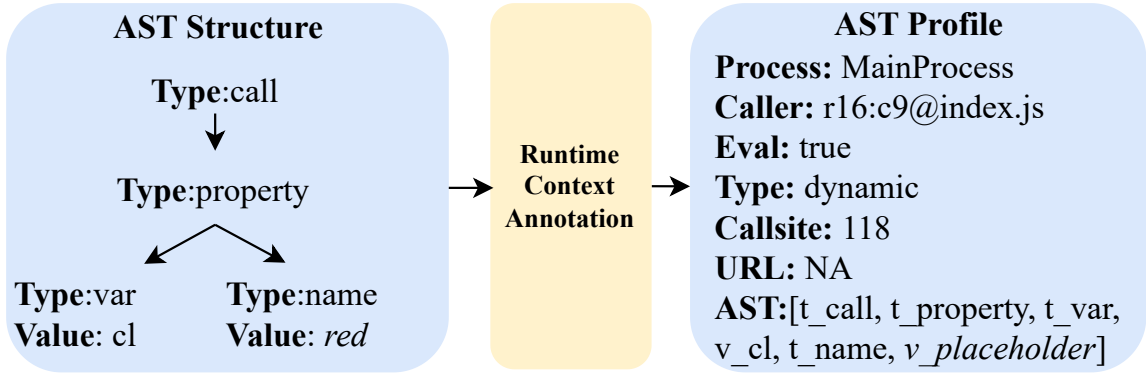 AST Structure
Type:call
Type:property
Type:var
Value: cl
Type:name
Value: red
Runtime
Context
Annotation
AST Profile
Process: MainProcess
Caller: r16:c9@index.js
Eval: true
Type: dynamic
Callsite: 118
URL: NA
AST:[t_call, t_property, t_var,
v_cl, t_name, v_placeholder]